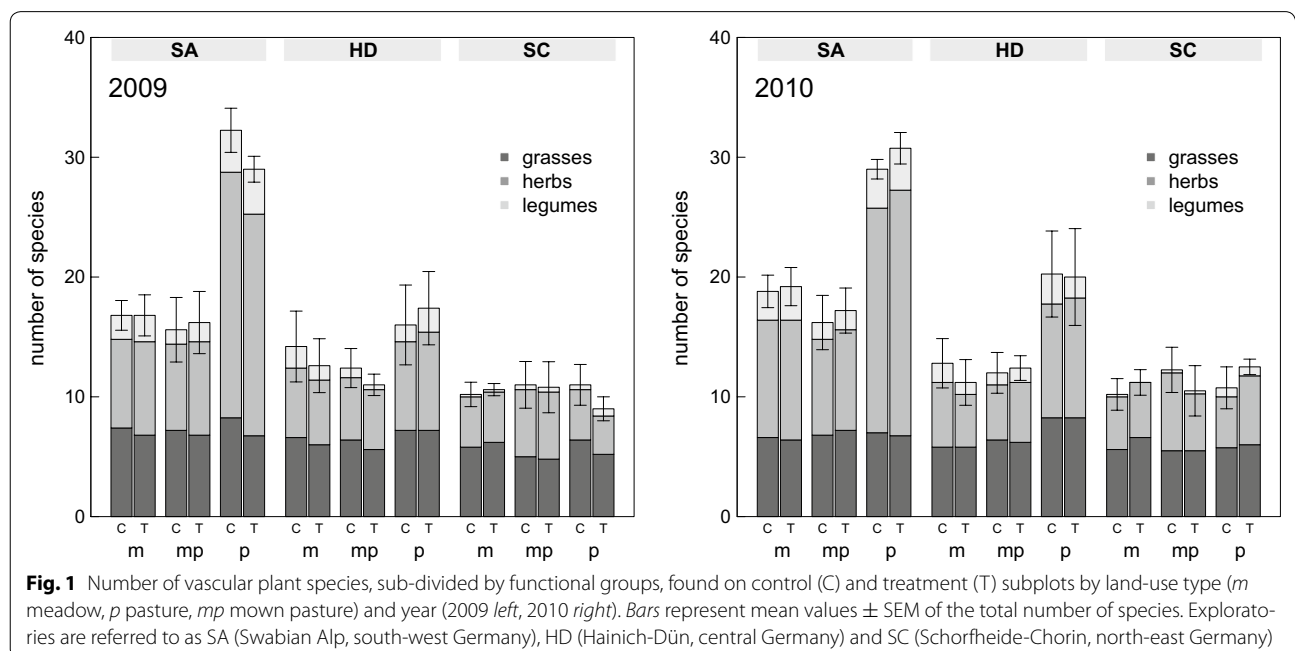 40
30
20
10
0
number of species
SA HD SC
2009
grasses
herbs
legumes
C T C T C T C T C T C T C T C T C T
m mp p m mp p m mp p
40
30
20
10
0
number of species
SA HD SC
2010
grasses
herbs
legumes
C T C T C T C T C T C T C T C T C T
m mp p m mp p m mp p
Fig. 1 Number of vascular plant species, sub-divided by functional groups, found on control (C) and treatment (T) subplots by land-use type (m
meadow, p pasture, mp mown pasture) and year (2009 left, 2010 right). Bars represent mean values ± SEM of the total number of species. Explorato-
ries are referred to as SA (Swabian Alp, south-west Germany), HD (Hainich-Dün, central Germany) and SC (Schorfheide-Chorin, north-east Germany)